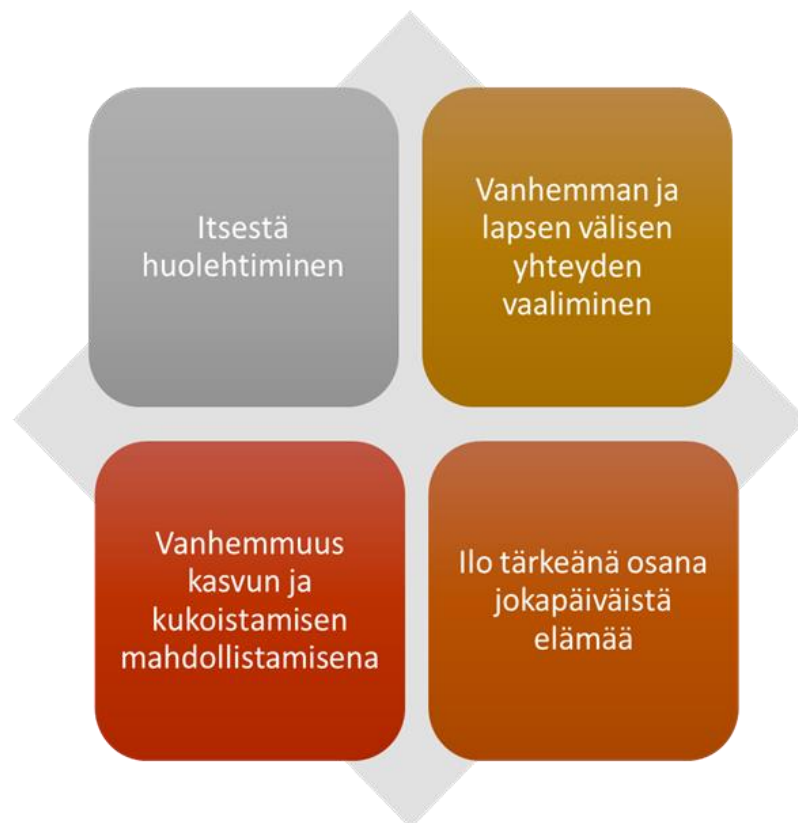 Itsestä
huolehtiminen
Vanhemman ja
lapsen välisen
yhteyden
vaaliminen
Vanhemmuus
kasvun ja
kukoistamisen
mahdollistamisena
Ilo tärkeänä osana
jokapäiväistä
elämää